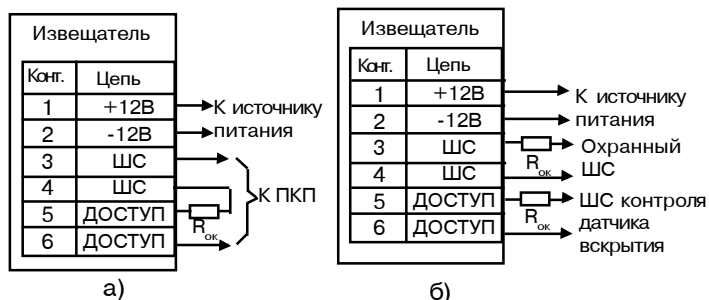 Извещатель
Конт. Цепь
1 +12В К источнику
2 -12В питания
3 ШС
4 ШС К ПКП
5 ДОСТУП Rок
6 ДОСТУП
а)
Извещатель
Конт. Цепь
1 +12В К источнику
2 -12В питания
3 ШС Rок Охранный
4 ШС ШС
5 ДОСТУП Rок ШС контроля
6 ДОСТУП датчика
вскрытия
б)